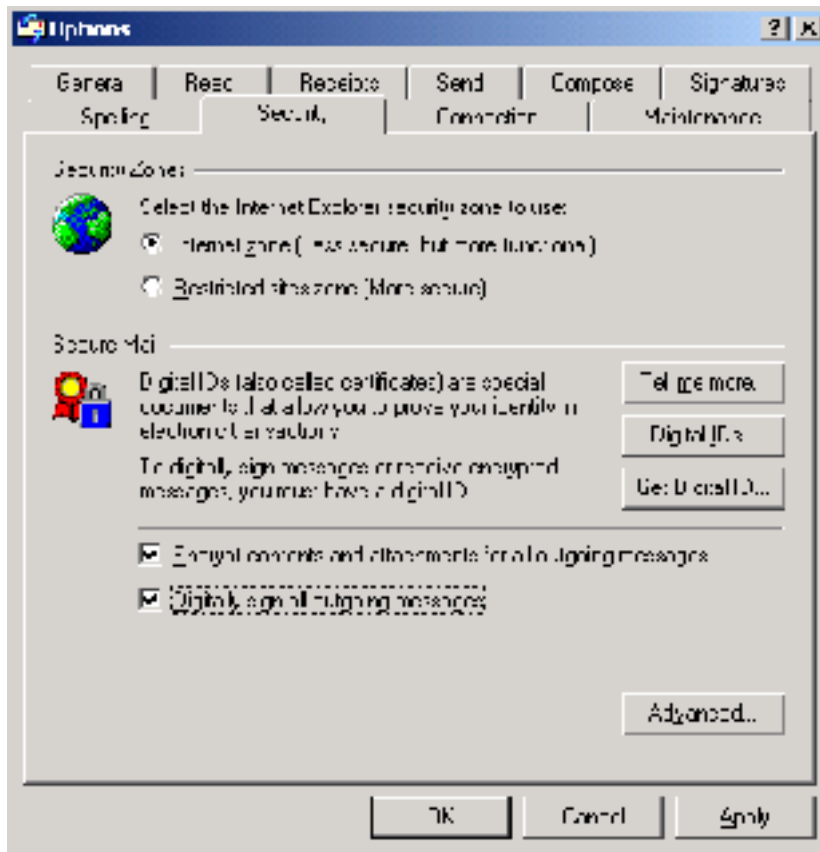 Options
General Read Receipts Send Compose Signatures
Spelling Security Connection Maintenance
Security Zones
Select the Internet Explorer security zone to use:
Internet zone (Less secure, but more functional)
Restricted sites zone (More secure)
Secure Mail
Digital IDs (also called certificates) are special
documents that allow you to prove your identity in
electronic transactions.
Tell me more...
Digital IDs...
To digitally sign messages or receive encrypted
messages, you must have a digital ID.
Get Digital ID...
Encrypt contents and attachments for all outgoing messages
Digitally sign all outgoing messages
Advanced...
OK Cancel Apply